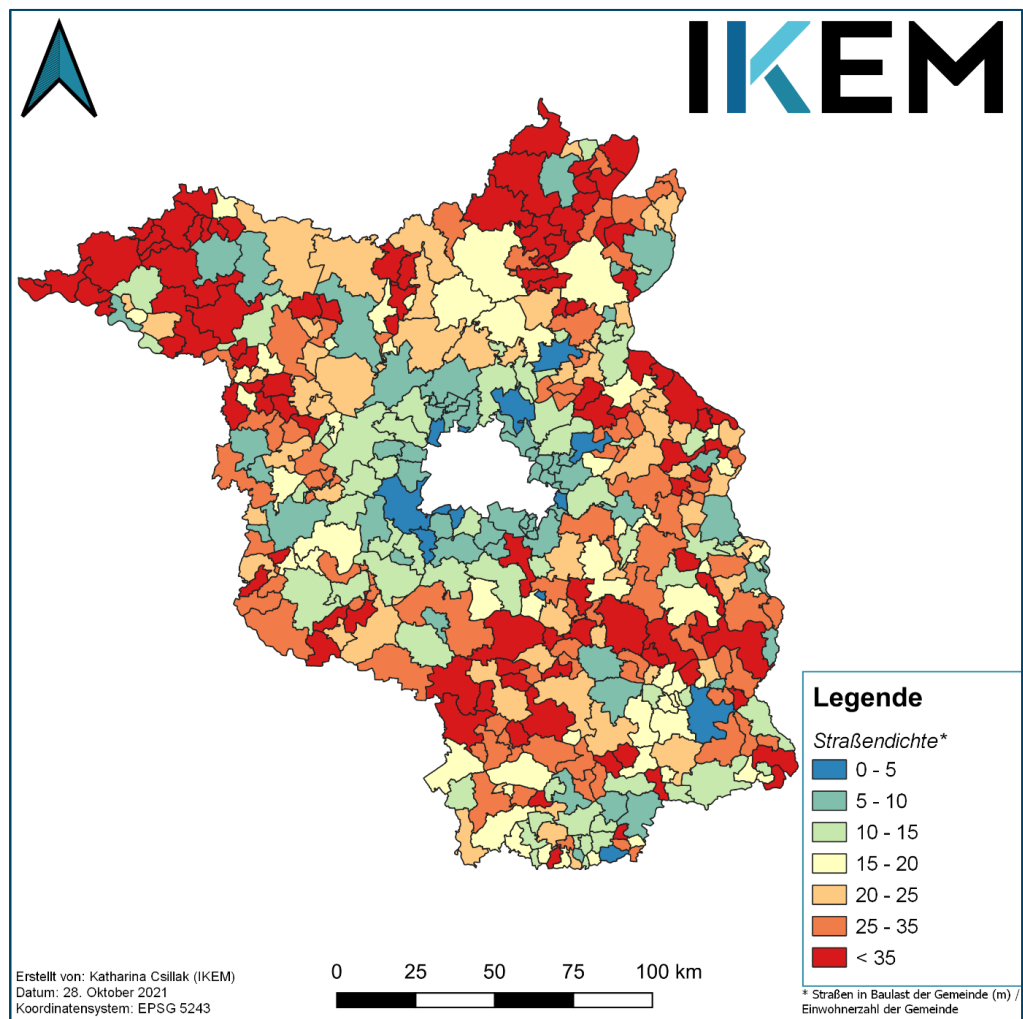 IKEM
Legende
Straßendichte*
0 - 5
5 - 10
10 - 15
15 - 20
20 - 25
25 - 35
< 35
0 25 50 75 100 km
Erstellt von: Katharina Csillak (IKEM)
Datum: 28. Oktober 2021
Koordinatensystem: EPSG 5243
* Straßen in Baulast der Gemeinde (m) /
Einwohnerzahl der Gemeinde